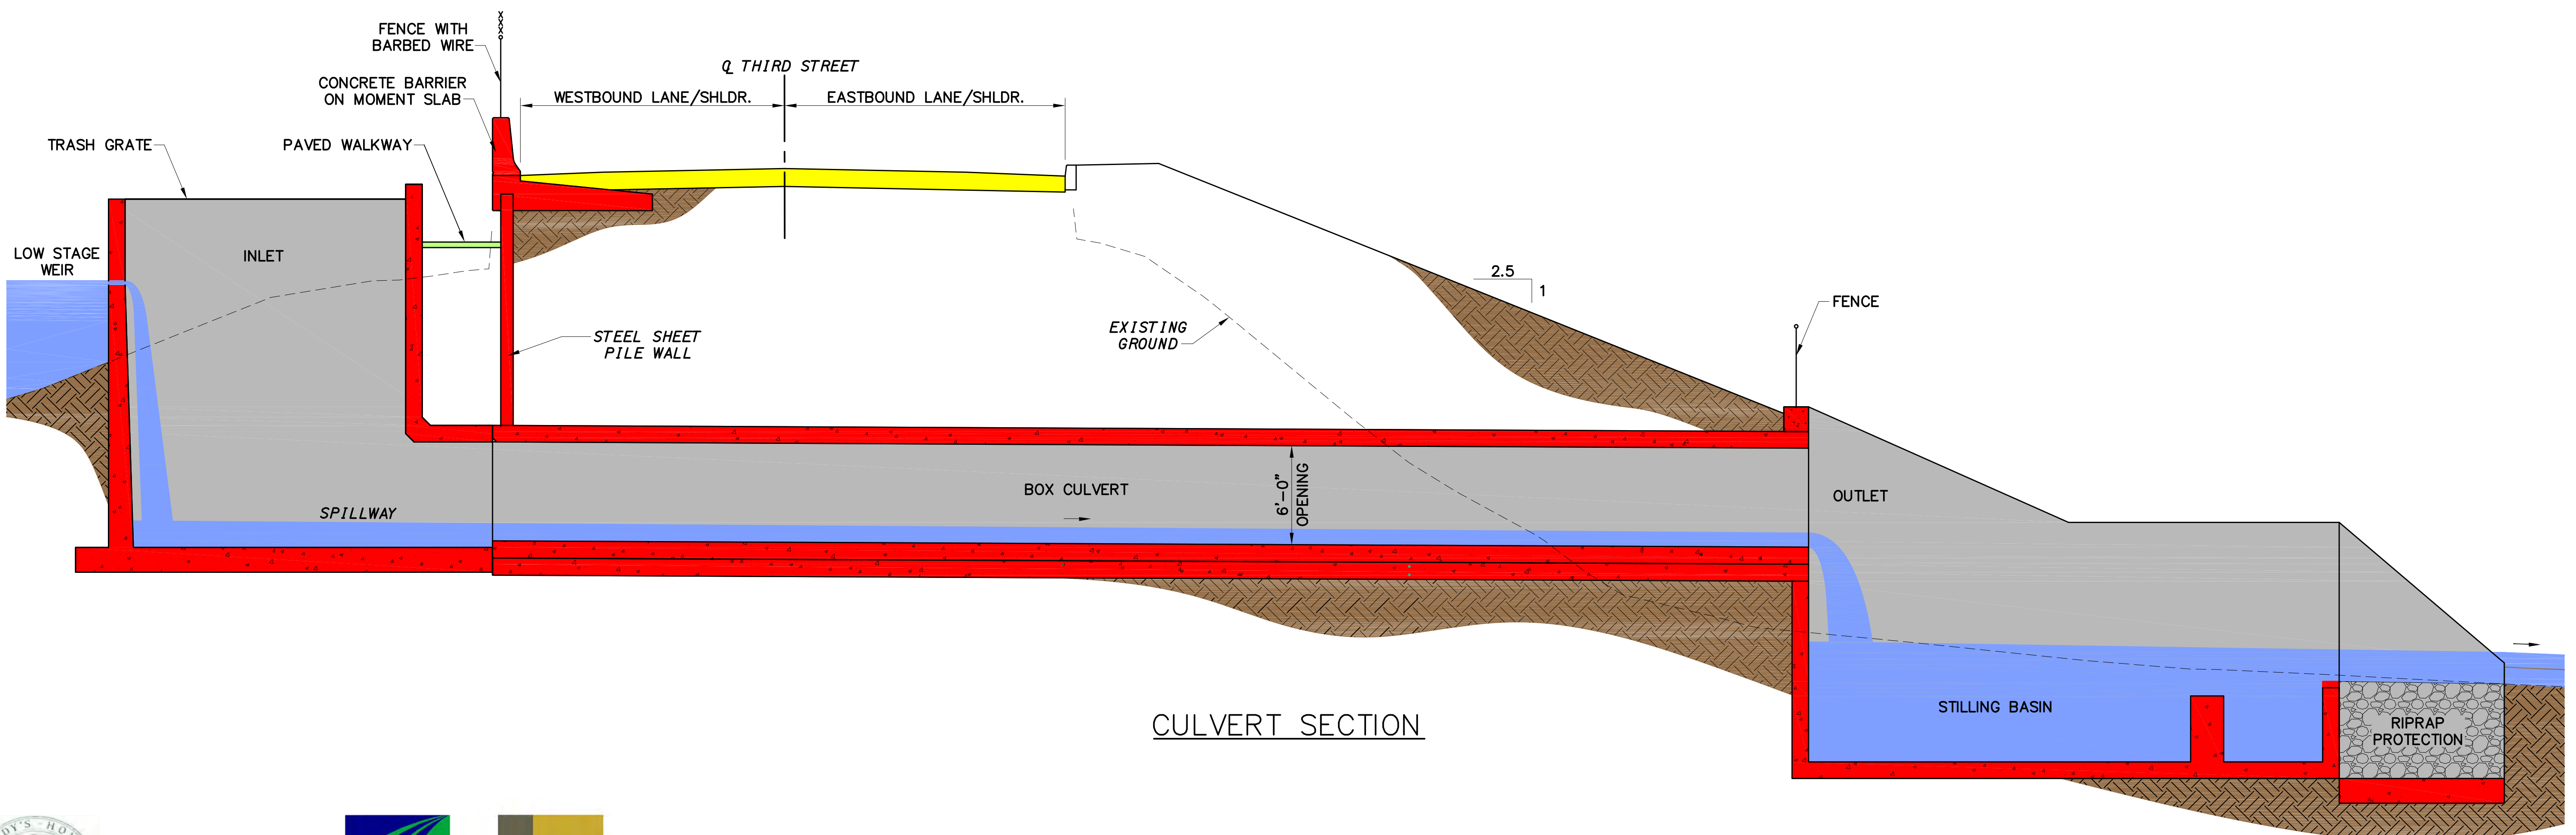 FENCE WITH
BARBED WIRE
℄ THIRD STREET
CONCRETE BARRIER
ON MOMENT SLAB
WESTBOUND LANE/SHLDR.
EASTBOUND LANE/SHLDR.
TRASH GRATE
PAVED WALKWAY
LOW STAGE
WEIR
INLET
2.5
1
FENCE
STEEL SHEET
PILE WALL
EXISTING
GROUND
6'-0"
OPENING
BOX CULVERT
OUTLET
SPILLWAY
STILLING BASIN
RIPRAP
PROTECTION
CULVERT SECTION